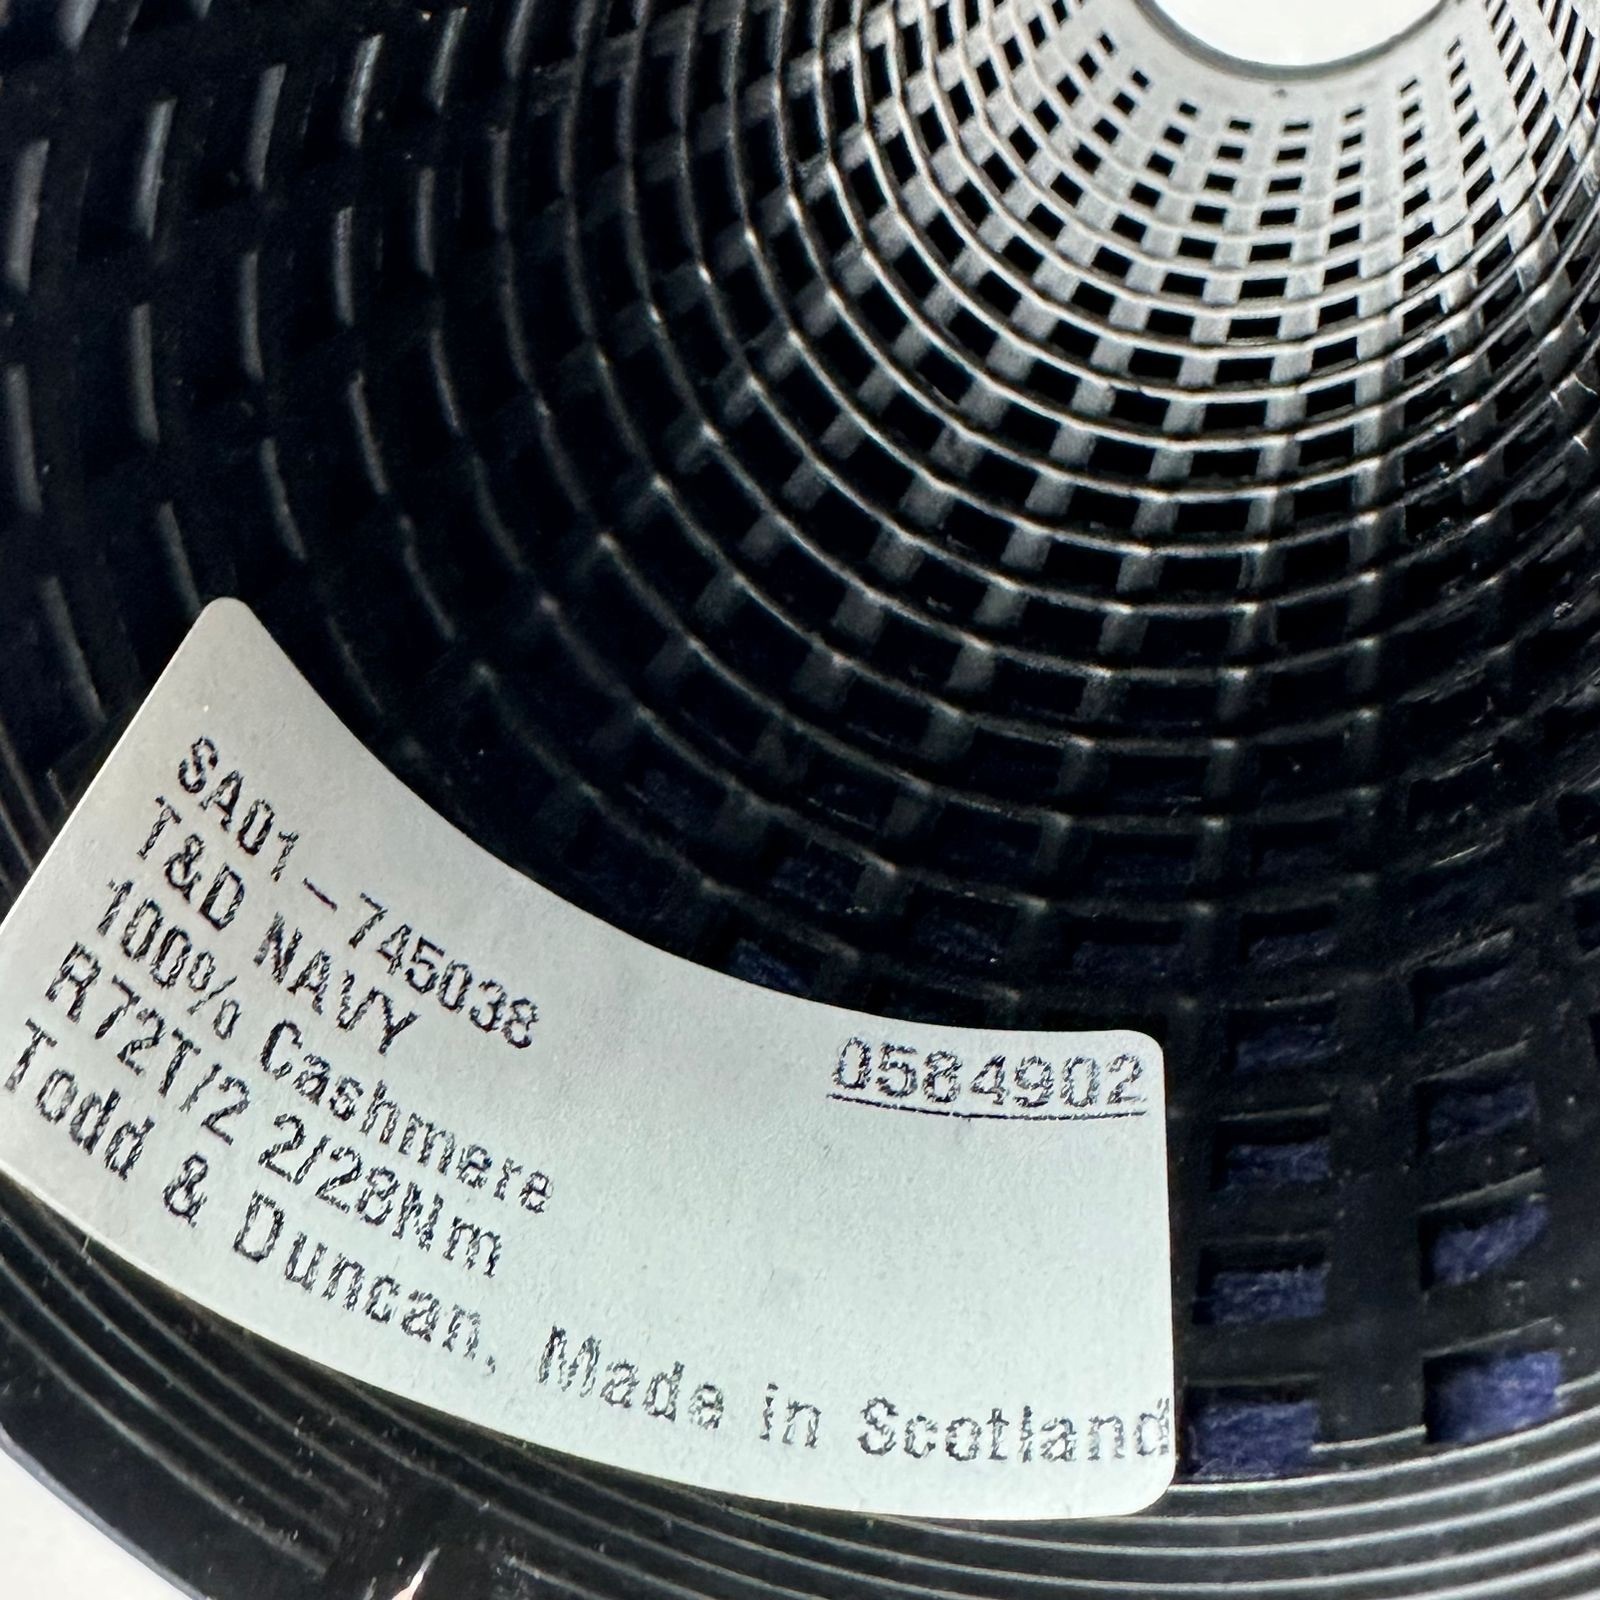 SA01-745038
T&D NAVY
0584902
100% Cashmere
R72T/2 2/28Nm
Todd & Duncan. Made in Scotland